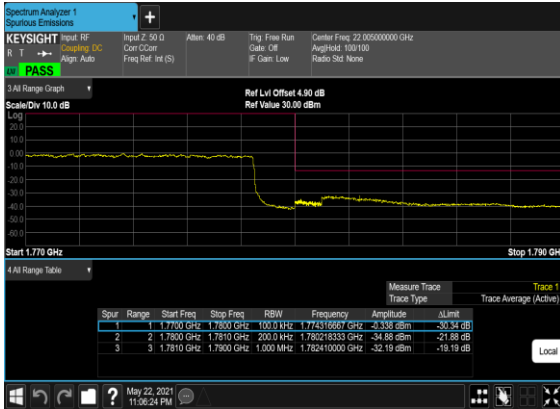 Spectrum Analyzer 1
Spurious Emissions
+
KEYSIGHT
R T
PASS
Input: RF
Coupling: DC
Align: Auto
Input Z: 50 Ω
Corr CCorr
Freq Ref: Int (S)
Atten: 40 dB
Trig: Free Run
Gate: Off
IF Gain: Low
Center Freq: 22.005000000 GHz
Avg|Hold: 100/100
Radio Std: None
3 All Range Graph
Scale/Div 10.0 dB
Ref Lvl Offset 4.90 dB
Ref Value 30.00 dBm
Log
20.0
10.0
0.00
-10.0
-20.0
-30.0
-40.0
-50.0
-60.0
Start 1.770 GHz
Stop 1.790 GH
4 All Range Table
Measure Trace Trace 1
Trace Type Trace Average (Active)
Spur Range Start Freq Stop Freq RBW Frequency Amplitude ΔLimit
1 1 1.7700 GHz 1.7800 GHz 100.0 kHz 1.774316667 GHz -0.338 dBm -30.34 dB
2 2 1.7800 GHz 1.7810 GHz 200.0 kHz 1.780218333 GHz -34.88 dBm -21.88 dB
3 3 1.7810 GHz 1.7900 GHz 1.000 MHz 1.782410000 GHz -32.19 dBm -19.19 dB
Local
?
May 22, 2021
11:06:24 PM